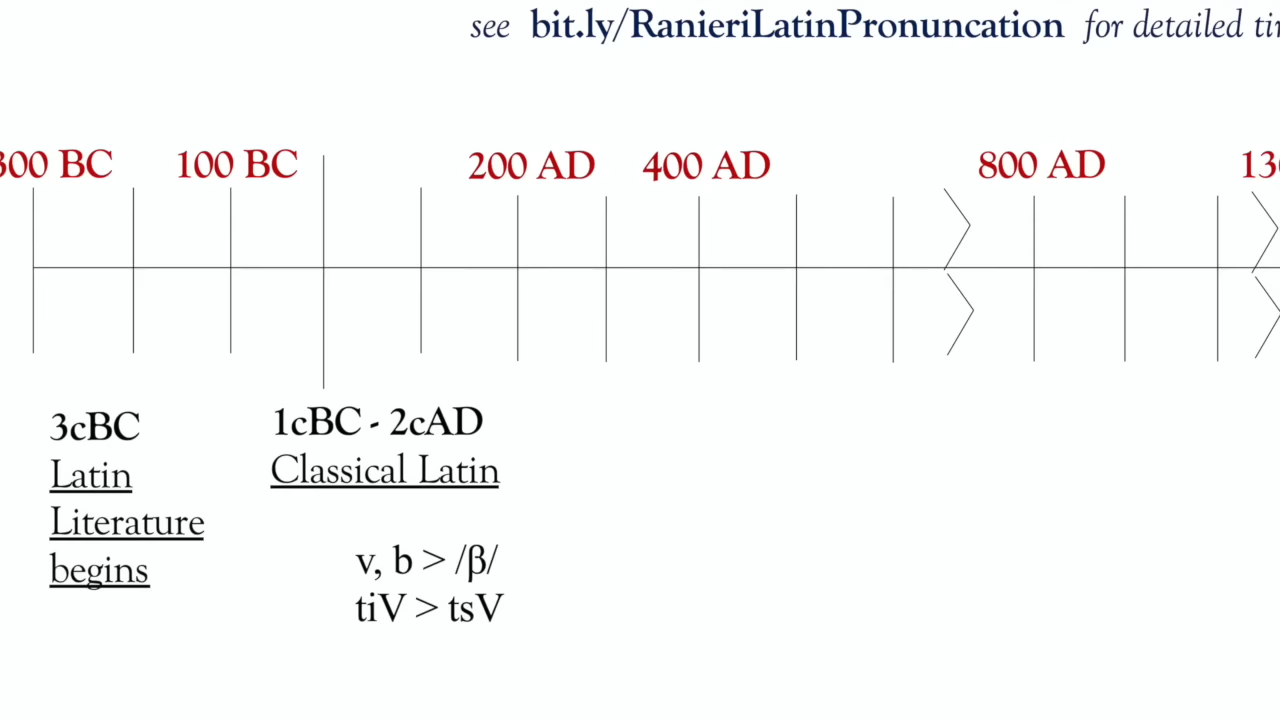 see bit.ly/RanieriLatinPronuncation for detailed
300 BC 100 BC 200 AD 400 AD 800 AD
3cBC
Latin
Literature
begins
1cBC - 2cAD
Classical Latin
v, b > /β/
tiV > tsV